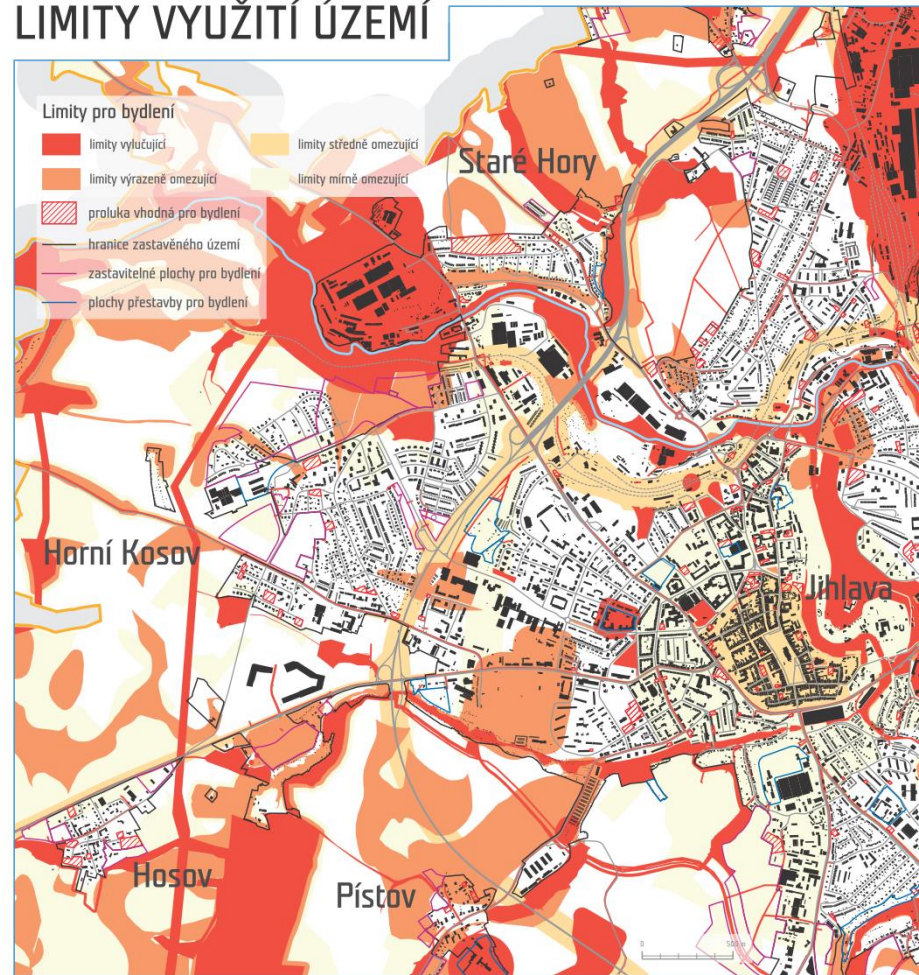 LIMITY VYUŽITÍ ÚZEMÍ
Limity pro bydlení
limity vylučující
limity středně omezující
limity výrazeně omezující
limity mírně omezující
proluka vhodná pro bydlení
hranice zastavěného území
zastavitelné plochy pro bydlení
plochy přestavby pro bydlení
Staré Hory
Horní Kosov
Jihlava
Hosov
Pístov
0 500 m